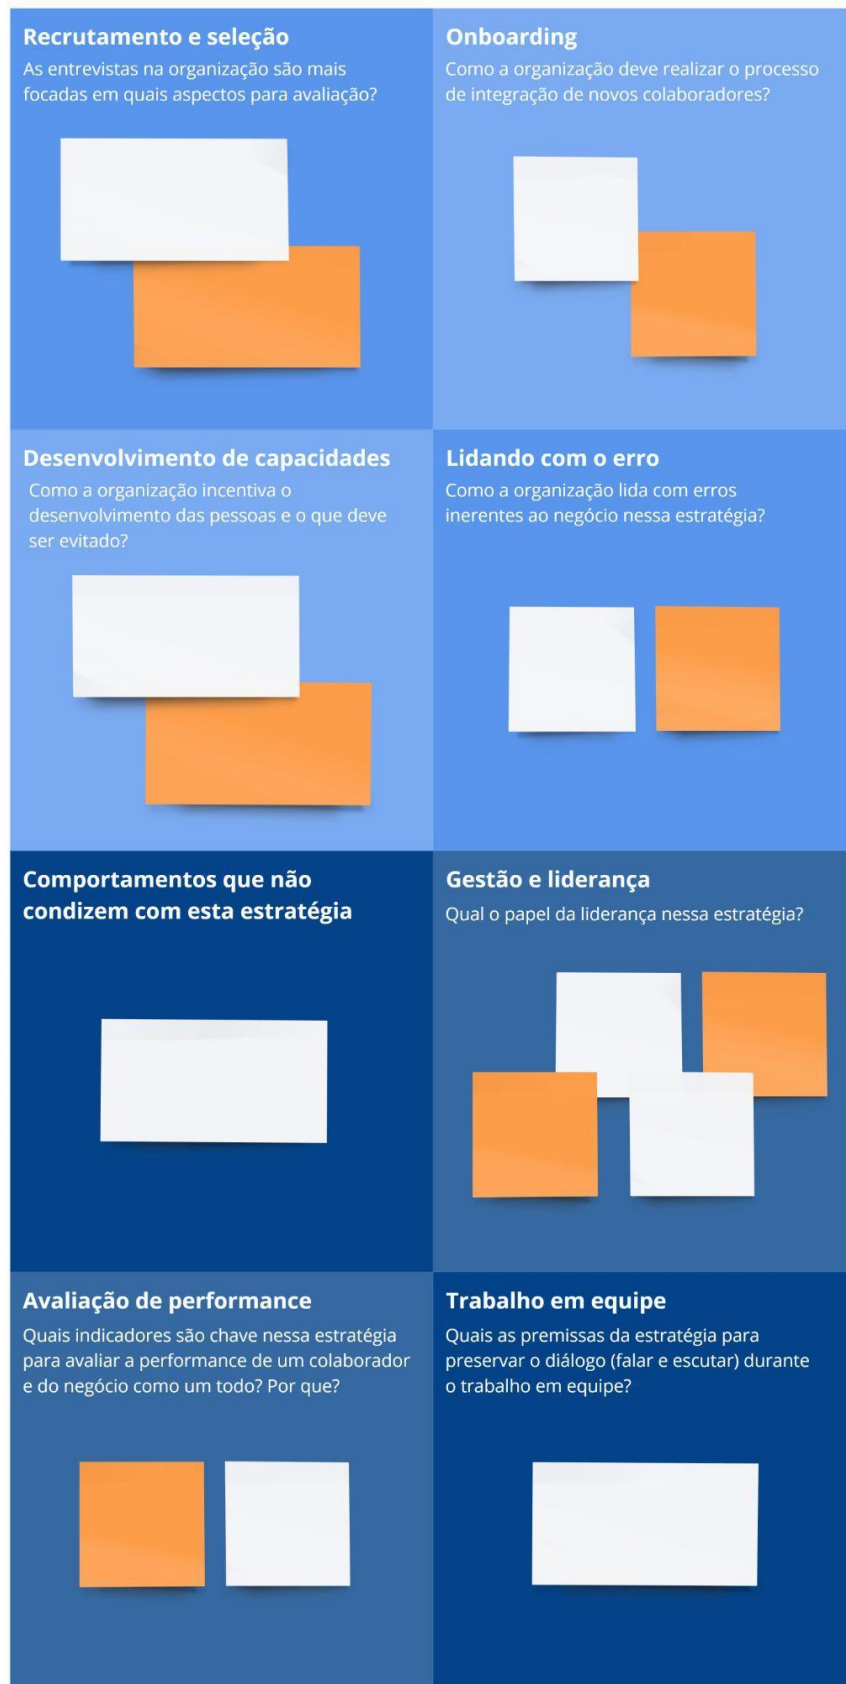 Recrutamento e seleção
As entrevistas na organização são mais
focadas em quais aspectos para avaliação?
Onboarding
Como a organização deve realizar o processo
de integração de novos colaboradores?
Desenvolvimento de capacidades
Como a organização incentiva o
desenvolvimento das pessoas e o que deve
ser evitado?
Lidando com o erro
Como a organização lida com erros
inerentes ao negócio nessa estratégia?
Comportamentos que não
condizem com esta estratégia
Gestão e liderança
Qual o papel da liderança nessa estratégia?
Avaliação de performance
Quais indicadores são chave nessa estratégia
para avaliar a performance de um colaborador
e do negócio como um todo? Por que?
Trabalho em equipe
Quais as premissas da estratégia para
preservar o diálogo (falar e escutar) durante
o trabalho em equipe?